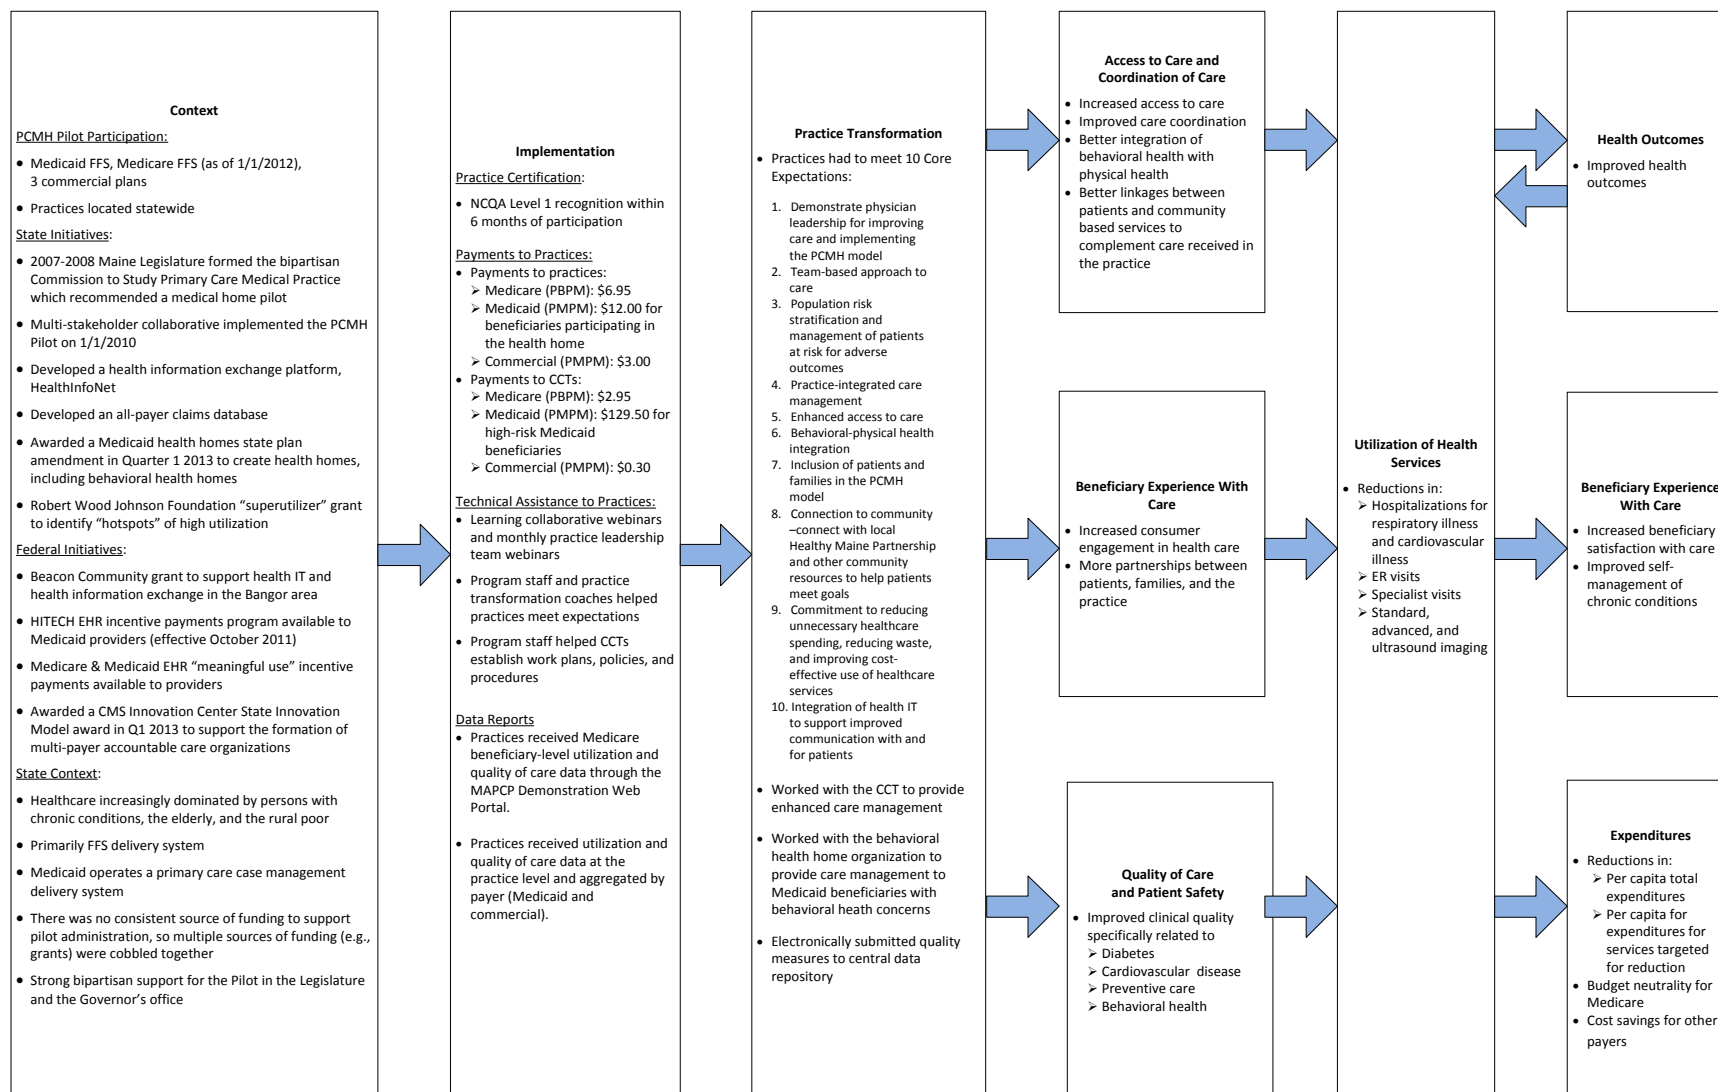 Context
PCMH Pilot Participation:
• Medicaid FFS, Medicare FFS (as of 1/1/2012),
3 commercial plans
• Practices located statewide
State Initiatives:
• 2007-2008 Maine Legislature formed the bipartisan
Commission to Study Primary Care Medical Practice
which recommended a medical home pilot
• Multi-stakeholder collaborative implemented the PCMH
Pilot on 1/1/2010
• Developed a health information exchange platform,
HealthInfoNet
• Developed an all-payer claims database
• Awarded a Medicaid health homes state plan
amendment in Quarter 1 2013 to create health homes,
including behavioral health homes
• Robert Wood Johnson Foundation “superutilizer” grant
to identify “hotspots” of high utilization
Federal Initiatives:
• Beacon Community grant to support health IT and
health information exchange in the Bangor area
• HITECH EHR incentive payments program available to
Medicaid providers (effective October 2011)
• Medicare & Medicaid EHR “meaningful use” incentive
payments available to providers
• Awarded a CMS Innovation Center State Innovation
Model award in Q1 2013 to support the formation of
multi-payer accountable care organizations
State Context:
• Healthcare increasingly dominated by persons with
chronic conditions, the elderly, and the rural poor
• Primarily FFS delivery system
• Medicaid operates a primary care case management
delivery system
• There was no consistent source of funding to support
pilot administration, so multiple sources of funding (e.g.,
grants) were cobbled together
• Strong bipartisan support for the Pilot in the Legislature
and the Governor’s office
Implementation
Practice Certification:
• NCQA Level 1 recognition within
6 months of participation
Payments to Practices:
• Payments to practices:
➢ Medicare (PBPM): $6.95
➢ Medicaid (PMPM): $12.00 for
beneficiaries participating in
the health home
➢ Commercial (PMPM): $3.00
• Payments to CCTs:
➢ Medicare (PBPM): $2.95
➢ Medicaid (PMPM): $129.50 for
high-risk Medicaid
beneficiaries
➢ Commercial (PMPM): $0.30
Technical Assistance to Practices:
• Learning collaborative webinars
and monthly practice leadership
team webinars
• Program staff and practice
transformation coaches helped
practices meet expectations
• Program staff helped CCTs
establish work plans, policies, and
procedures
Data Reports
• Practices received Medicare
beneficiary-level utilization and
quality of care data through the
MAPCP Demonstration Web
Portal.
• Practices received utilization and
quality of care data at the
practice level and aggregated by
payer (Medicaid and
commercial).
Practice Transformation
• Practices had to meet 10 Core
Expectations:
1. Demonstrate physician
leadership for improving
care and implementing
the PCMH model
2. Team-based approach to
care
3. Population risk
stratification and
management of patients
at risk for adverse
outcomes
4. Practice-integrated care
management
5. Enhanced access to care
6. Behavioral-physical health
integration
7. Inclusion of patients and
families in the PCMH
model
8. Connection to community
–connect with local
Healthy Maine Partnership
and other community
resources to help patients
meet goals
9. Commitment to reducing
unnecessary healthcare
spending, reducing waste,
and improving cost-
effective use of healthcare
services
10. Integration of health IT
to support improved
communication with and
for patients
• Worked with the CCT to provide
enhanced care management
• Worked with the behavioral
health home organization to
provide care management to
Medicaid beneficiaries with
behavioral heath concerns
• Electronically submitted quality
measures to central data
repository
Access to Care and
Coordination of Care
• Increased access to care
• Improved care coordination
• Better integration of
behavioral health with
physical health
• Better linkages between
patients and community
based services to
complement care received in
the practice
Beneficiary Experience With
Care
• Increased consumer
engagement in health care
• More partnerships between
patients, families, and the
practice
Quality of Care
and Patient Safety
• Improved clinical quality
specifically related to
➢ Diabetes
➢ Cardiovascular disease
➢ Preventive care
➢ Behavioral health
Utilization of Health
Services
• Reductions in:
➢ Hospitalizations for
respiratory illness
and cardiovascular
illness
➢ ER visits
➢ Specialist visits
➢ Standard,
advanced, and
ultrasound imaging
Health Outcomes
• Improved health
outcomes
Beneficiary Experience
With Care
• Increased beneficiary
satisfaction with care
• Improved self-
management of
chronic conditions
Expenditures
• Reductions in:
➢ Per capita total
expenditures
➢ Per capita for
expenditures for
services targeted
for reduction
• Budget neutrality for
Medicare
• Cost savings for other
payers